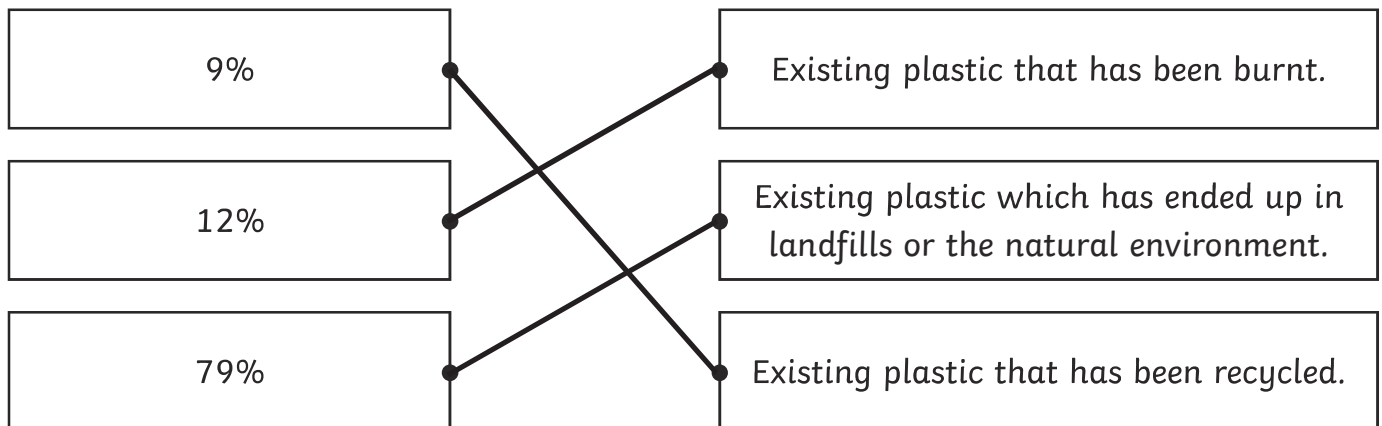 9%
Existing plastic that has been burnt.
12%
Existing plastic which has ended up in
landfills or the natural environment.
79%
Existing plastic that has been recycled.